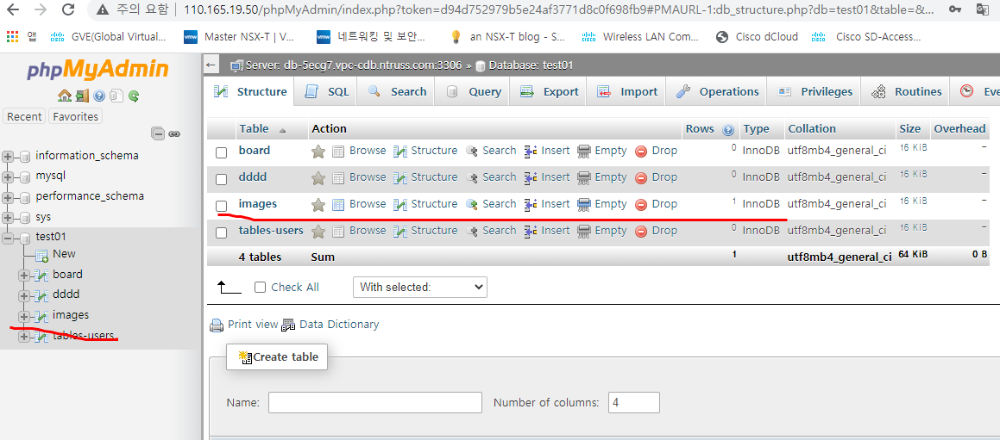 주의 요함 | 110.165.19.50/phpMyAdmin/index.php?token=d94d752979b5e24af3771d8c0f698fb9#PMAURL-1:db_structure.php?db=test01&table=&...
앱 GVE(Global Virtual... Master NSX-T | V... 네트워킹 및 보안... an NSX-T blog - S... Wireless LAN Com... Cisco dCloud Cisco SD-Access...
phpMyAdmin
Recent Favorites
information_schema
mysql
performance_schema
sys
test01
New
board
dddd
images
tables-users
Server: db-5ecg7.vpc-cdb.ntruss.com:3306 » Database: test01
Structure SQL Search Query Export Import Operations Privileges Routines Eve
Table Action Rows Type Collation Size Overhead
board Browse Structure Search Insert Empty Drop 0 InnoDB utf8mb4_general_ci 16 KiB -
dddd Browse Structure Search Insert Empty Drop 0 InnoDB utf8mb4_general_ci 16 KiB -
images Browse Structure Search Insert Empty Drop 1 InnoDB utf8mb4_general_ci 16 KiB -
tables-users Browse Structure Search Insert Empty Drop 0 InnoDB utf8mb4_general_ci 16 KiB -
4 tables Sum 1 utf8mb4_general_ci 64 KiB 0 B
Check All With selected:
Print view Data Dictionary
Create table
Name: Number of columns: 4